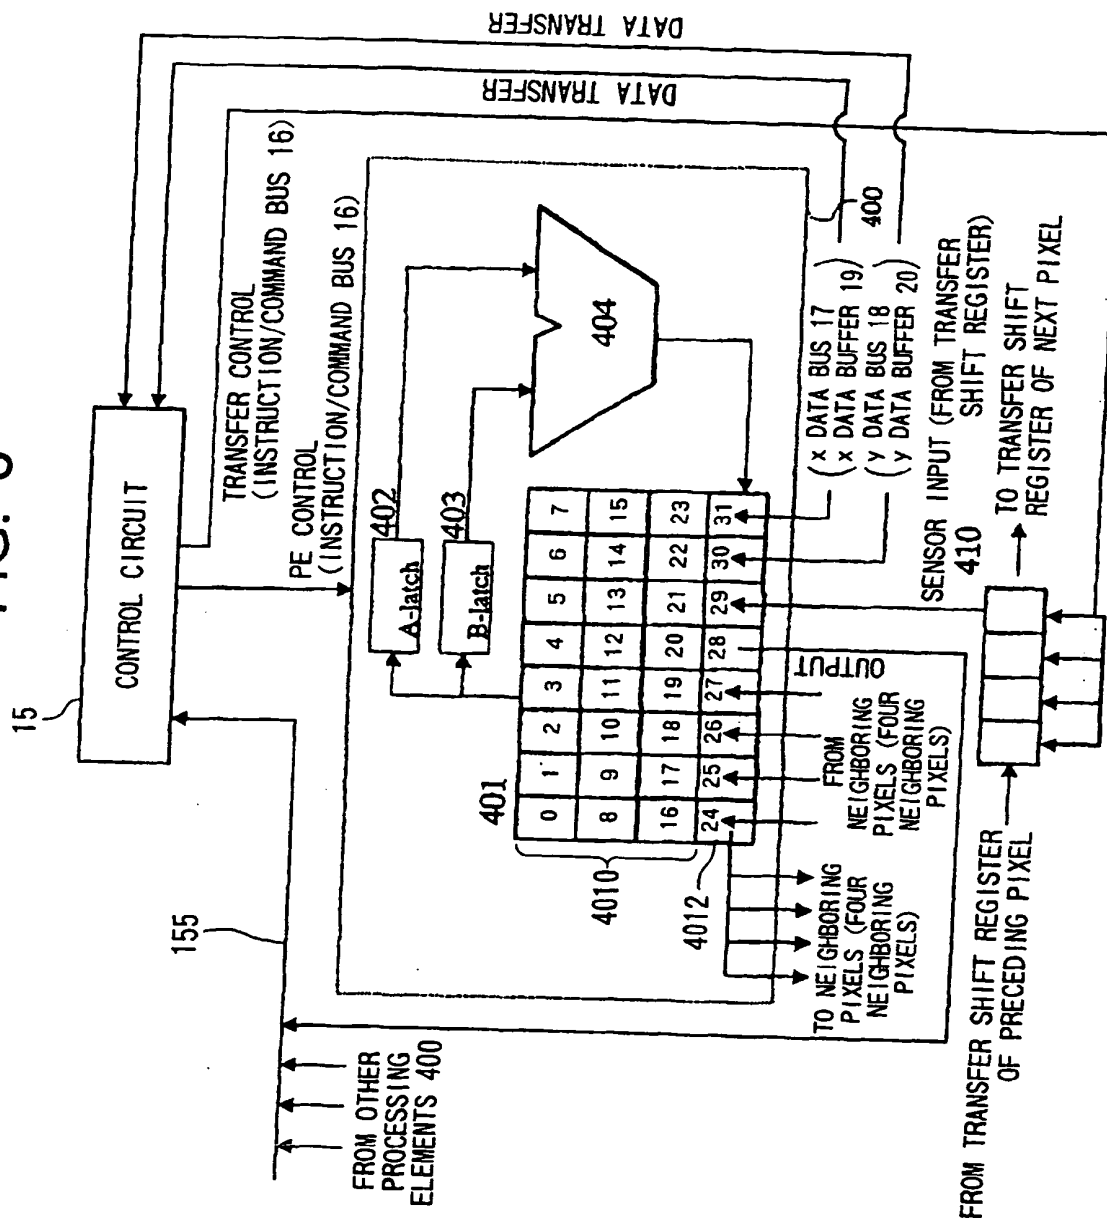 15
CONTROL CIRCUIT
DATA TRANSFER
DATA TRANSFER
TRANSFER CONTROL
(INSTRUCTION/COMMAND BUS 16)
PE CONTROL
(INSTRUCTION/COMMAND BUS 16)
155
FROM OTHER
PROCESSING
ELEMENTS 400
402
A-latch
403
B-latch
404
400
401
0 1 2 3 4 5 6 7
8 9 10 11 12 13 14 15
16 17 18 19 20 21 22 23
24 25 26 27 28 29 30 31
4010
4012
OUTPUT
TO NEIGHBORING
PIXELS (FOUR
NEIGHBORING
PIXELS)
FROM
NEIGHBORING
PIXELS (FOUR
NEIGHBORING
PIXELS)
(x DATA BUS 17
x DATA BUFFER 19)
(y DATA BUS 18
y DATA BUFFER 20)
SENSOR INPUT (FROM TRANSFER
SHIFT REGISTER)
410
TO TRANSFER SHIFT
REGISTER OF NEXT PIXEL
FROM TRANSFER SHIFT REGISTER
OF PRECEDING PIXEL